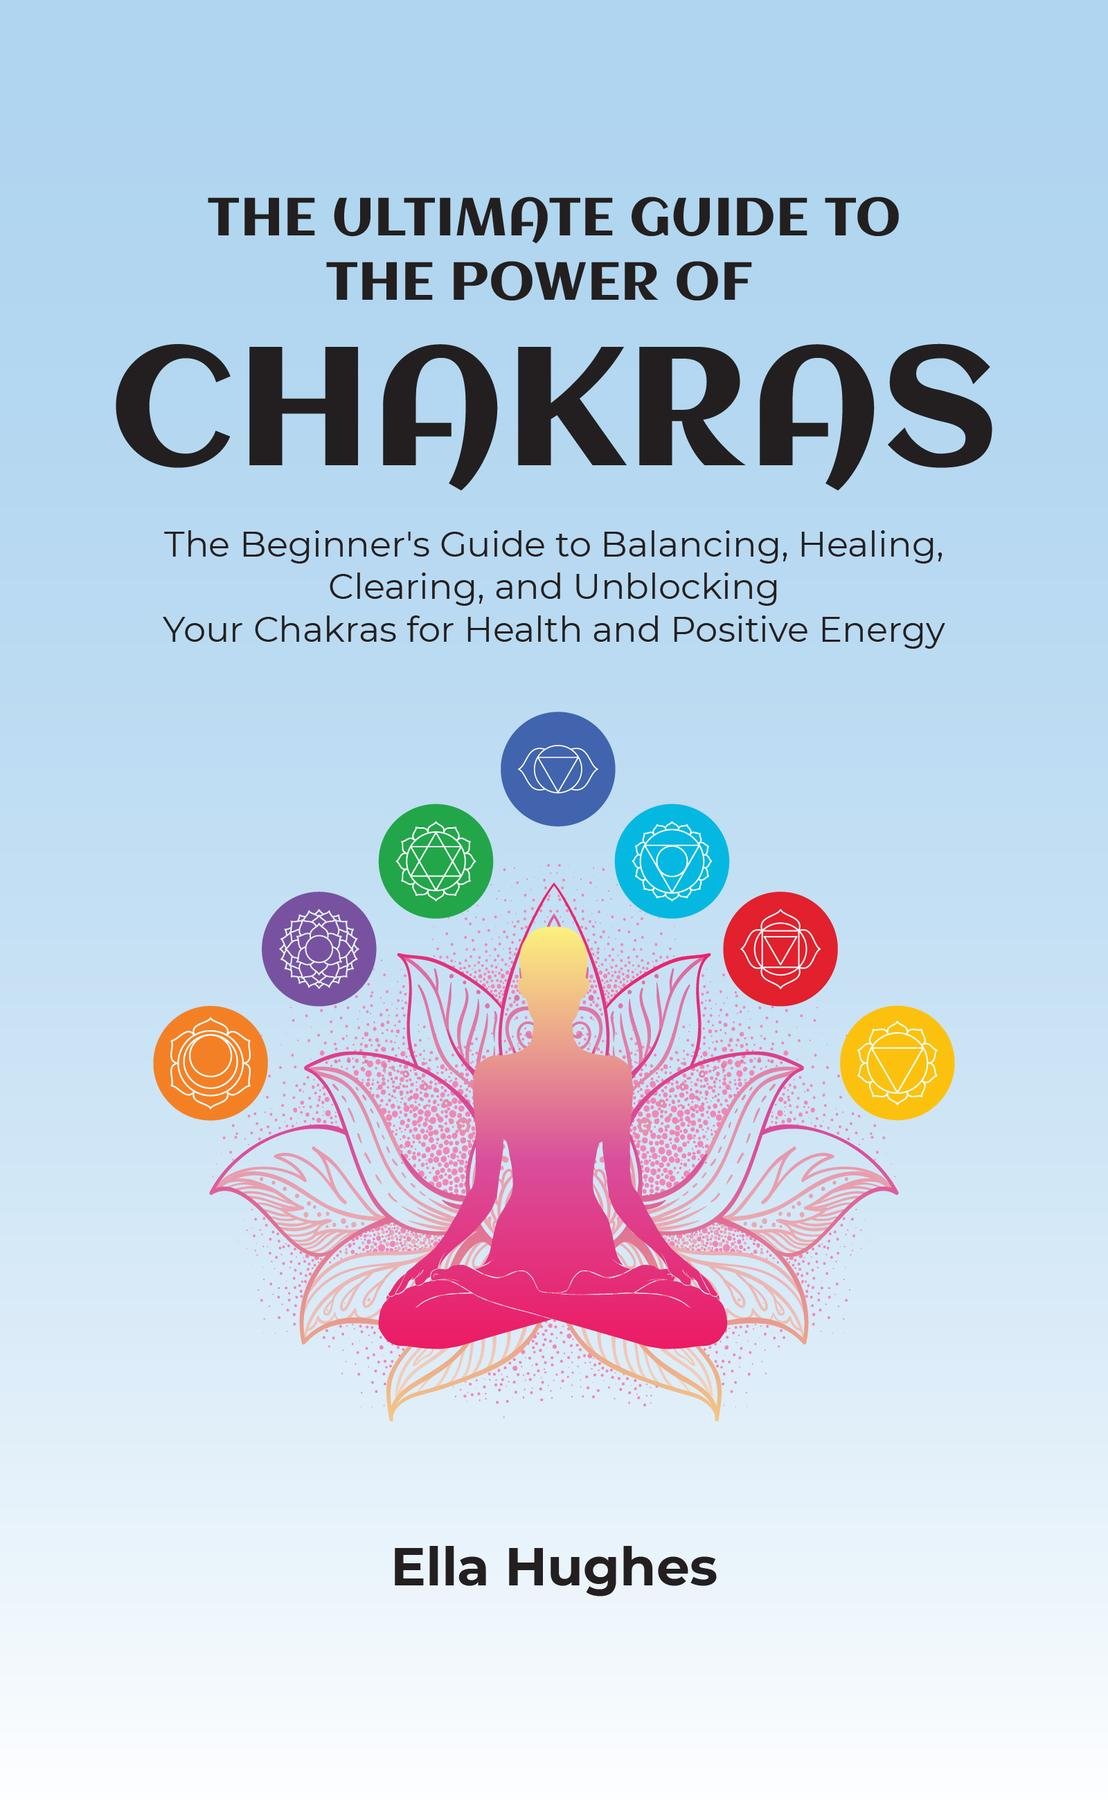 THE ULTIMATE GUIDE TO
THE POWER OF
CHAKRAS
The Beginner's Guide to Balancing, Healing,
Clearing, and Unblocking
Your Chakras for Health and Positive Energy
Ella Hughes